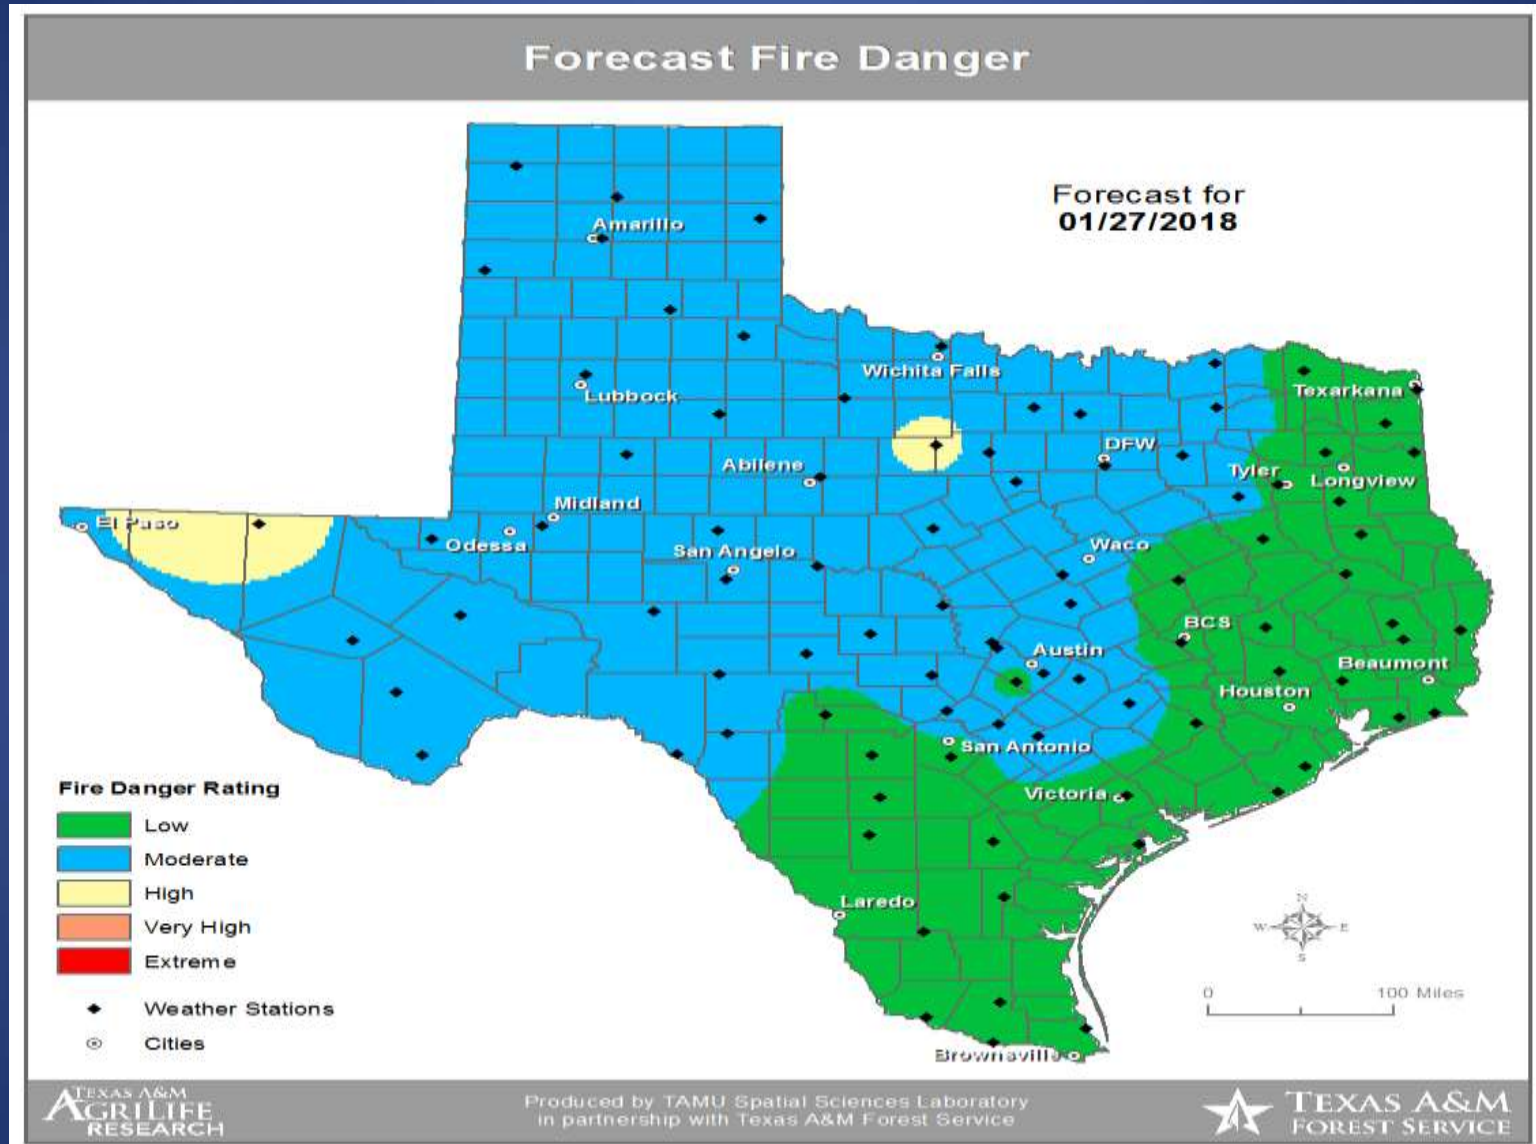 Forecast Fire Danger
Forecast for
01/27/2018
Amarillo
Wichita Falls
Texarkana
Lubbock
DFW
Abilene
Tyler
Longview
Midland
El Paso
Odessa
San Angelo
Waco
BCS
Austin
Beaumont
Houston
San Antonio
Victoria
Laredo
Brownsville
Fire Danger Rating
Low
Moderate
High
Very High
Extreme
Weather Stations
Cities
N
W E
S
0 100 Miles
TEXAS A&M
AGRILIFE
RESEARCH
Produced by TAMU Spatial Sciences Laboratory
in partnership with Texas A&M Forest Service
TEXAS A&M
FOREST SERVICE